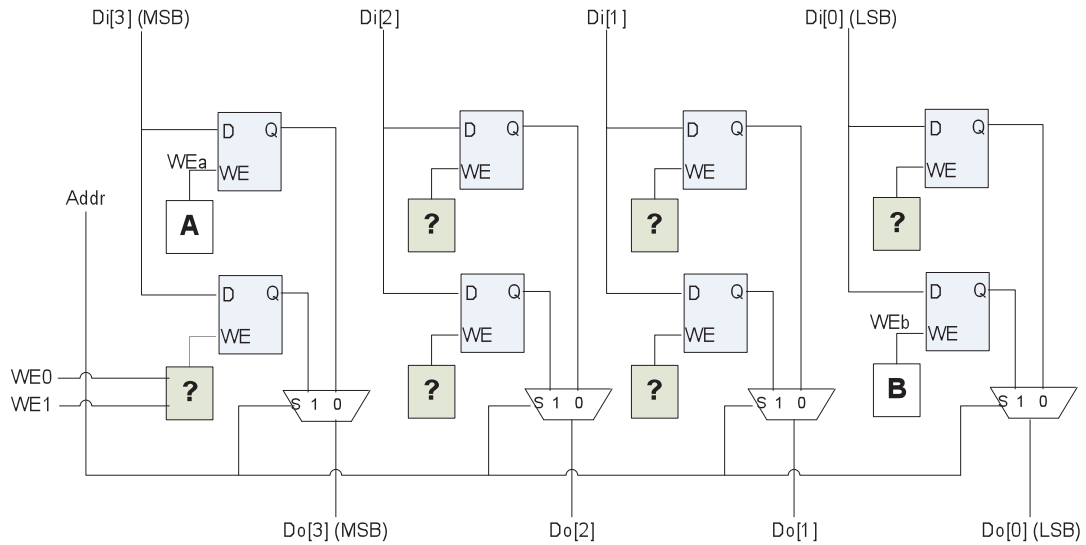 Di[3] (MSB) Di[2] Di[1] Di[0] (LSB)
D Q D Q D Q D Q
WEa WE WE WE WE
Addr
A ? ? ?
D Q D Q D Q D Q
WE WE WE WEb WE
WE0 ? ? ? B
WE1
S 1 0 S 1 0 S 1 0 S 1 0
Do[3] (MSB) Do[2] Do[1] Do[0] (LSB)